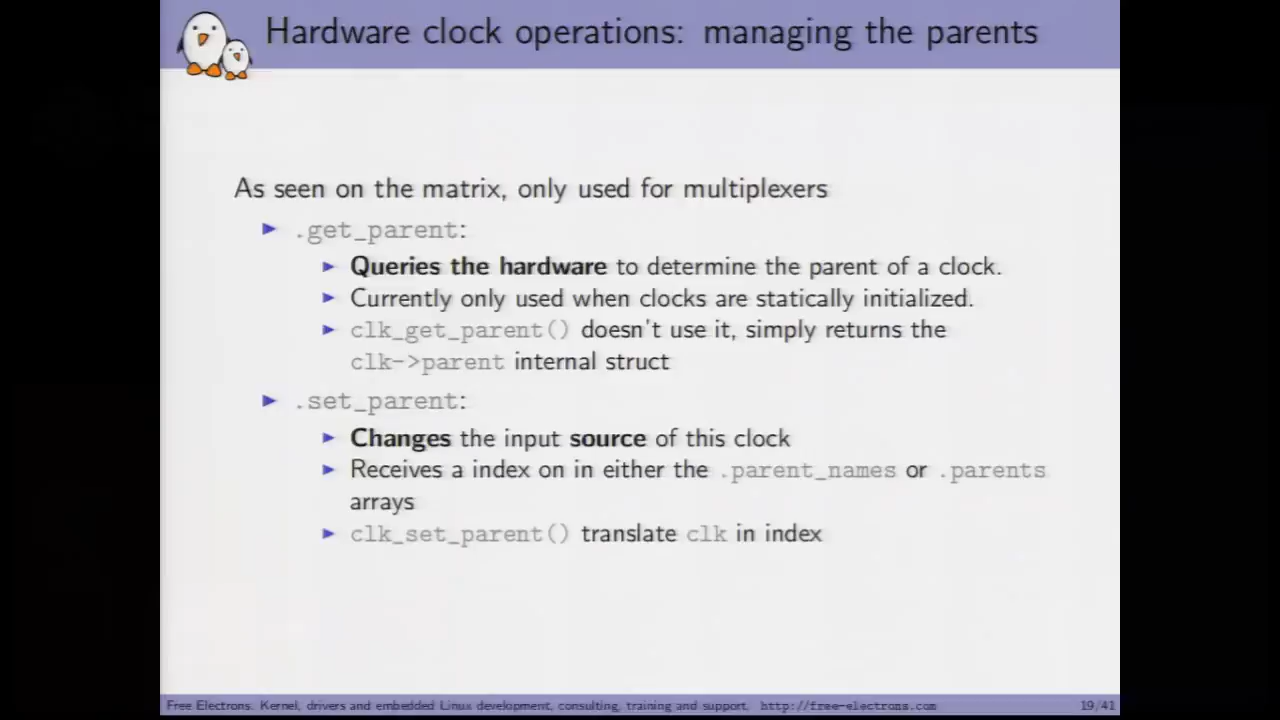 Hardware clock operations: managing the parents
As seen on the matrix, only used for multiplexers
.get_parent:
Queries the hardware to determine the parent of a clock.
Currently only used when clocks are statically initialized.
clk_get_parent() doesn't use it, simply returns the
clk->parent internal struct
.set_parent:
Changes the input source of this clock
Receives a index on in either the .parent_names or .parents
arrays
clk_set_parent() translate clk in index
Free Electrons. Kernel, drivers and embedded Linux development, consulting, training and support. http://free-electrons.com 19/41